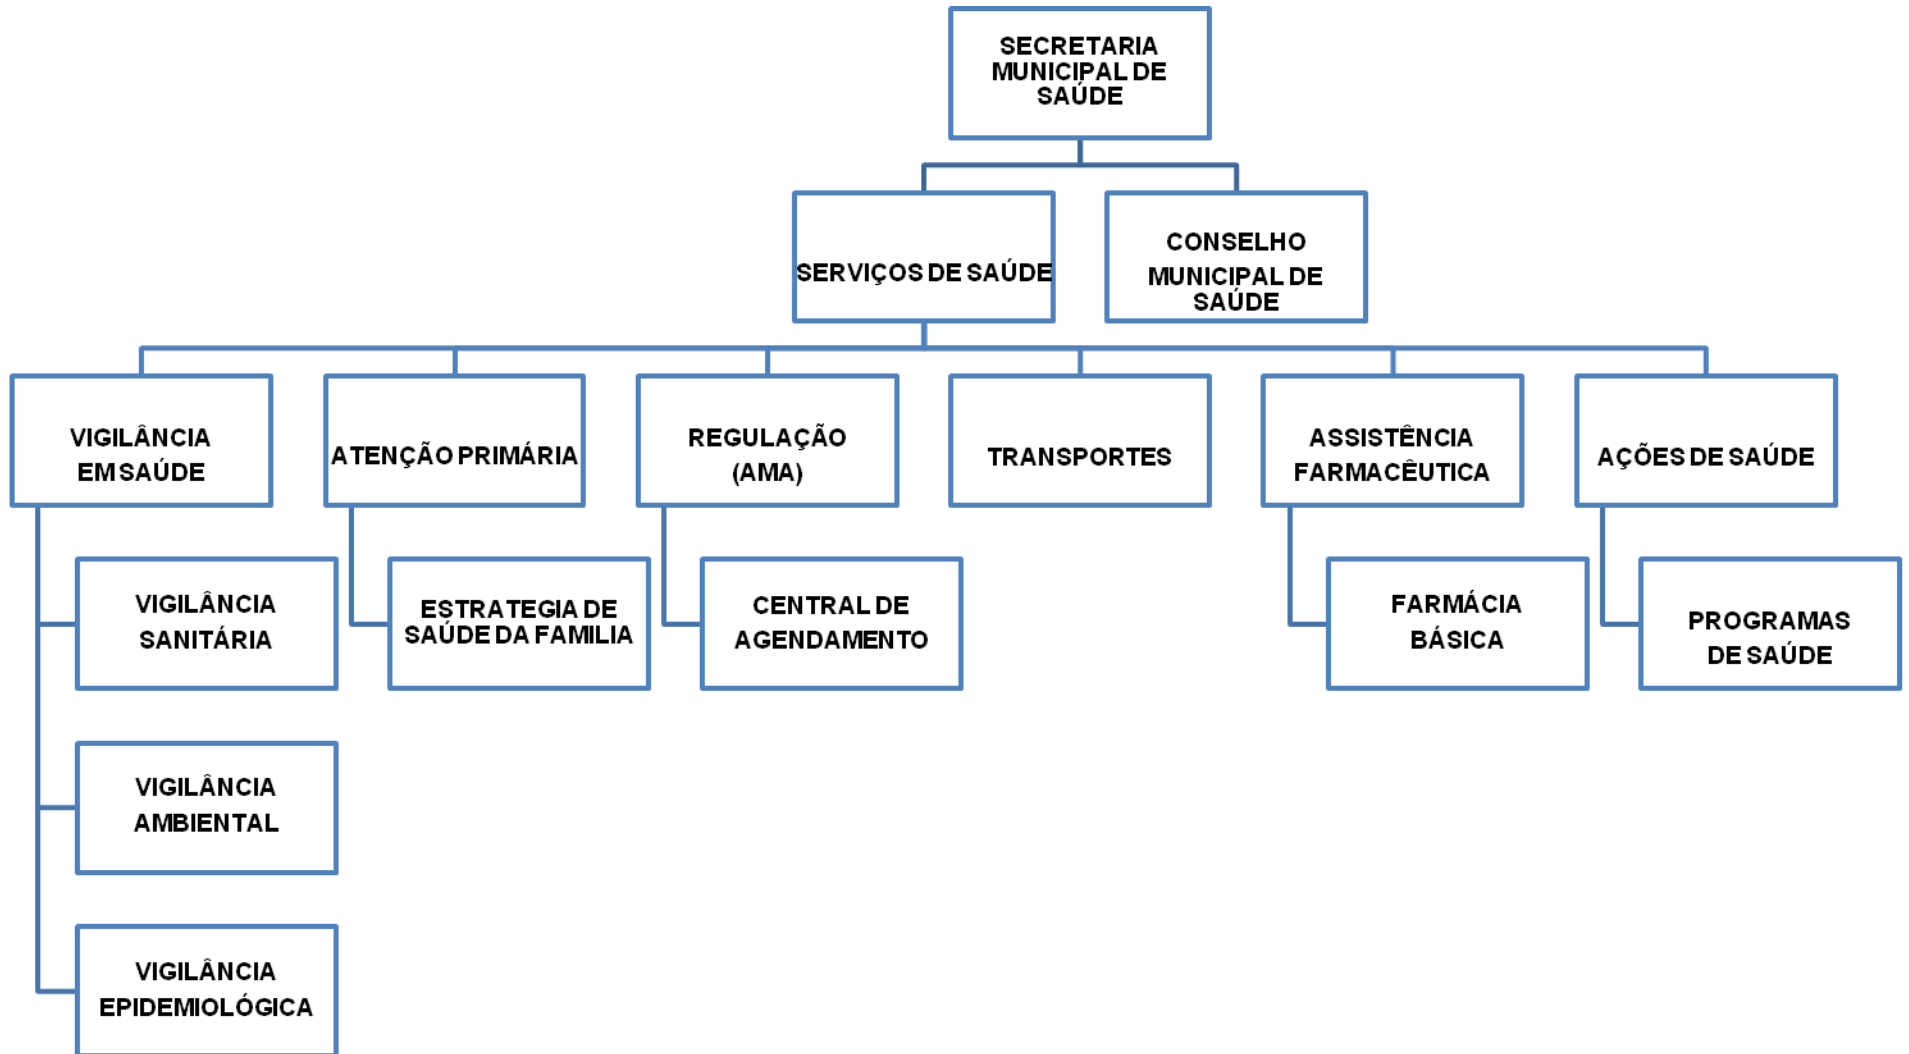 SECRETARIA
MUNICIPAL DE
SAÚDE
SERVIÇOS DE SAÚDE
CONSELHO
MUNICIPAL DE
SAÚDE
VIGILÂNCIA
EM SAÚDE
ATENÇÃO PRIMÁRIA
REGULAÇÃO
(AMA)
TRANSPORTES
ASSISTÊNCIA
FARMACÊUTICA
AÇÕES DE SAÚDE
VIGILÂNCIA
SANITÁRIA
ESTRATEGIA DE
SAÚDE DA FAMILIA
CENTRAL DE
AGENDAMENTO
FARMÁCIA
BÁSICA
PROGRAMAS
DE SAÚDE
VIGILÂNCIA
AMBIENTAL
VIGILÂNCIA
EPIDEMIOLÓGICA